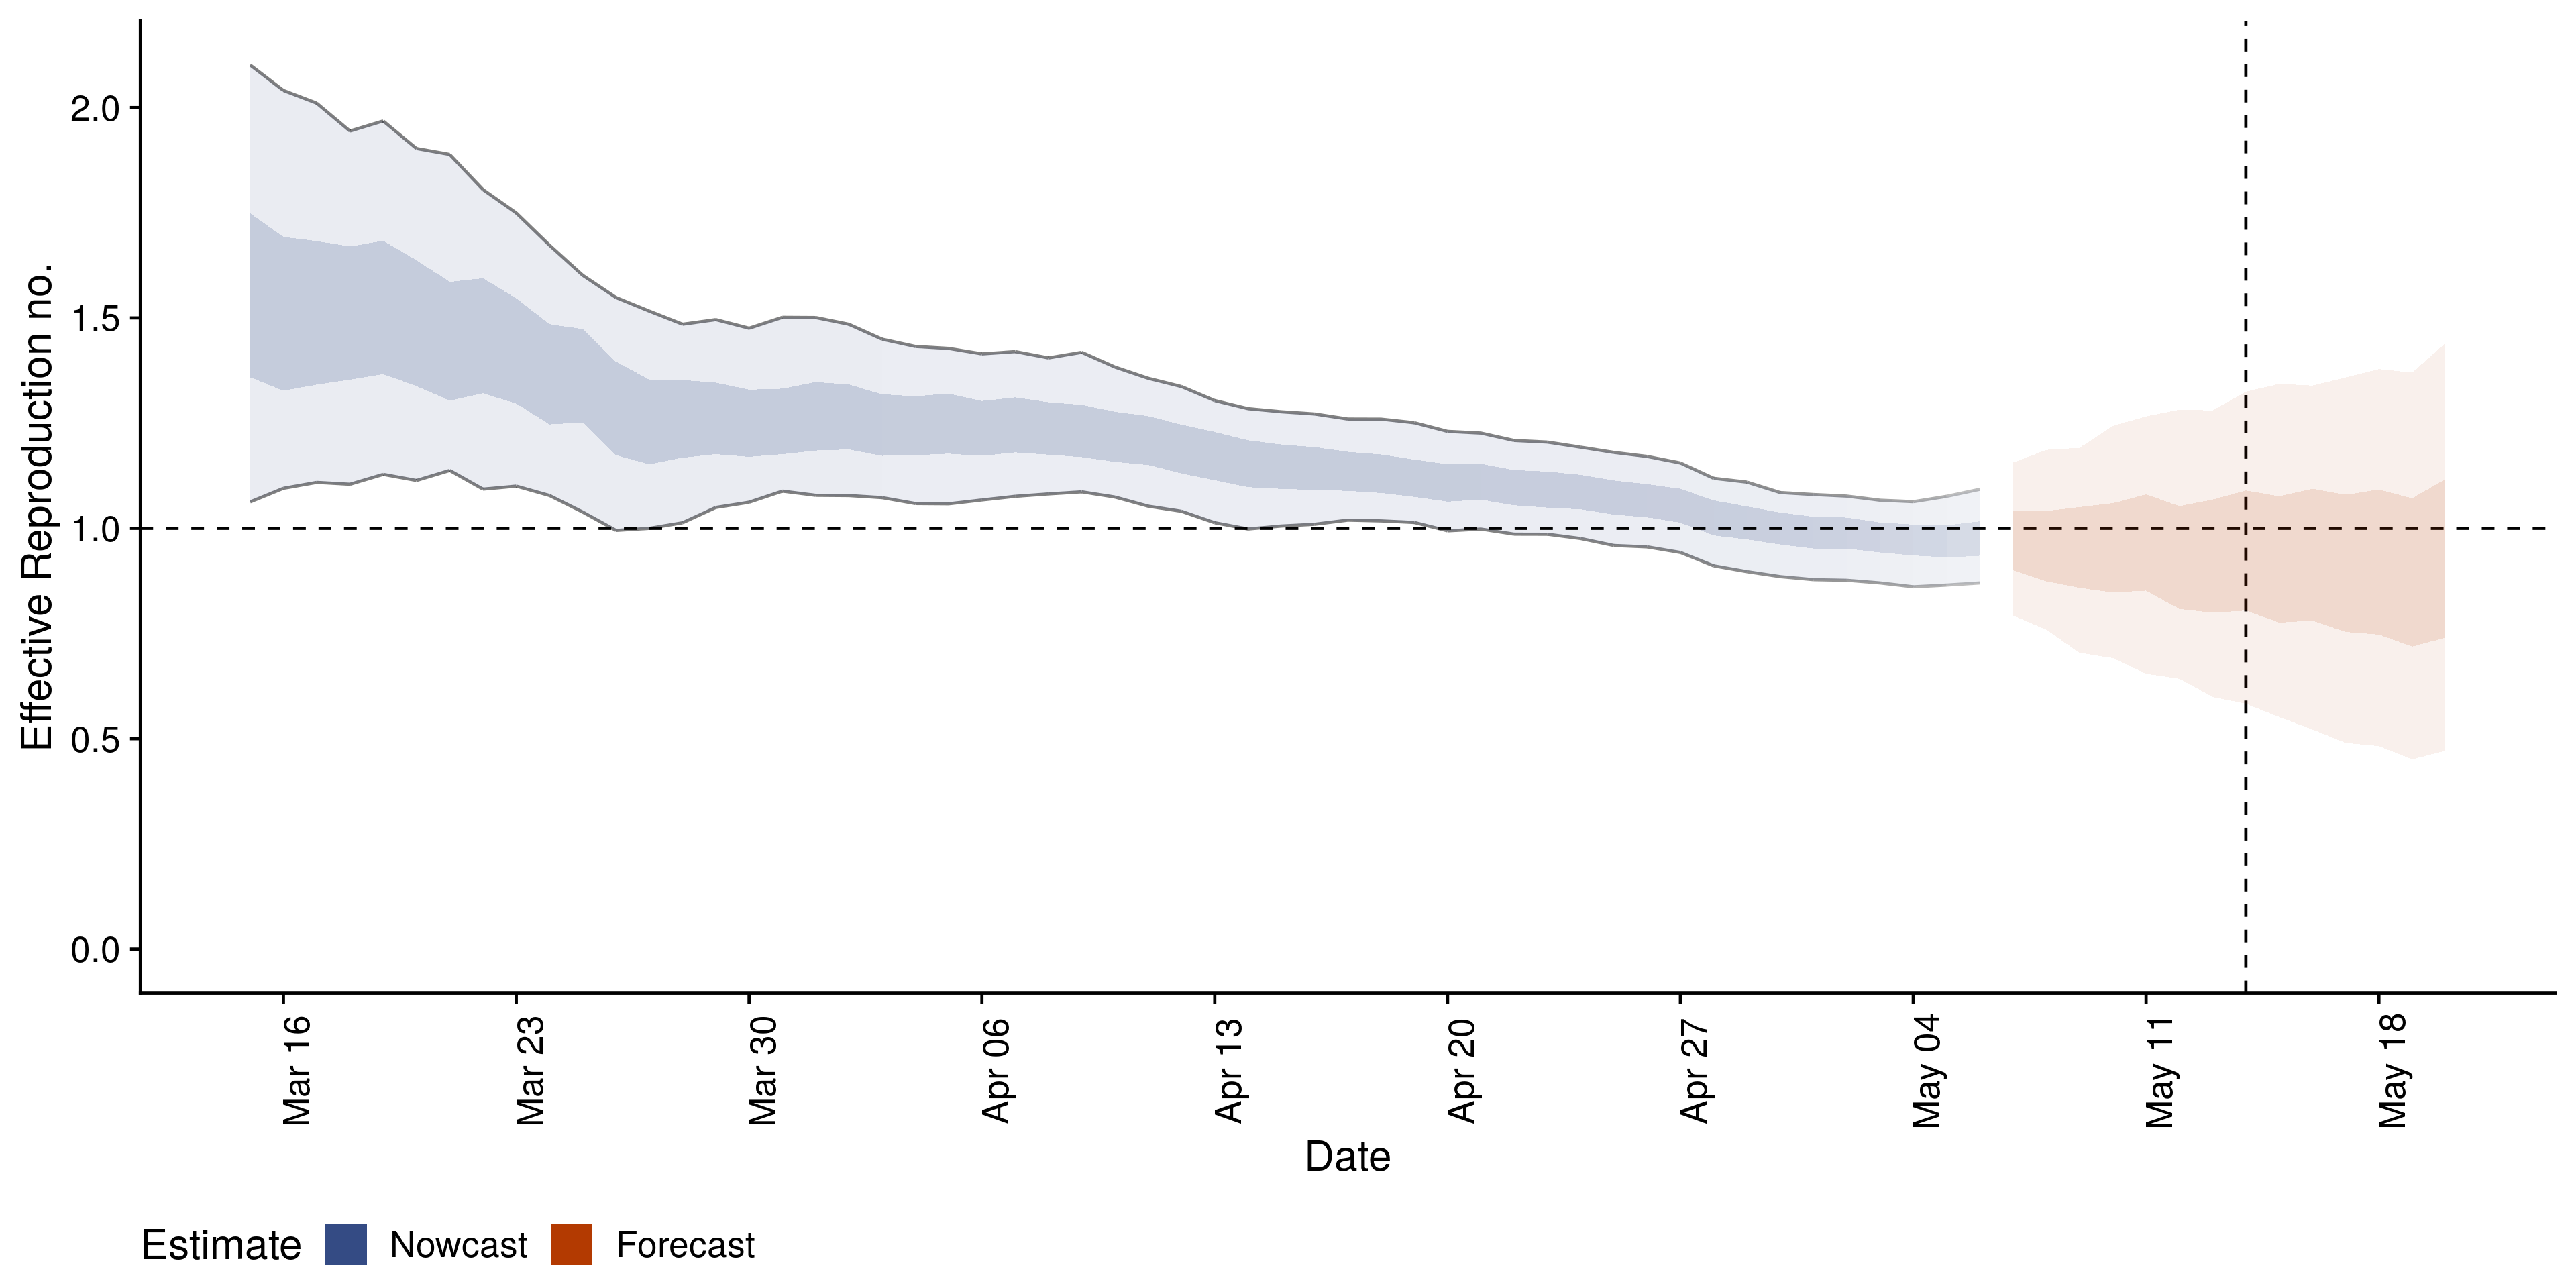 Effective Reproduction no.
2.0
1.5
1.0
0.5
0.0
Mar 16
Mar 23
Mar 30
Apr 06
Apr 13
Apr 20
Apr 27
May 04
May 11
May 18
Date
Estimate Nowcast Forecast